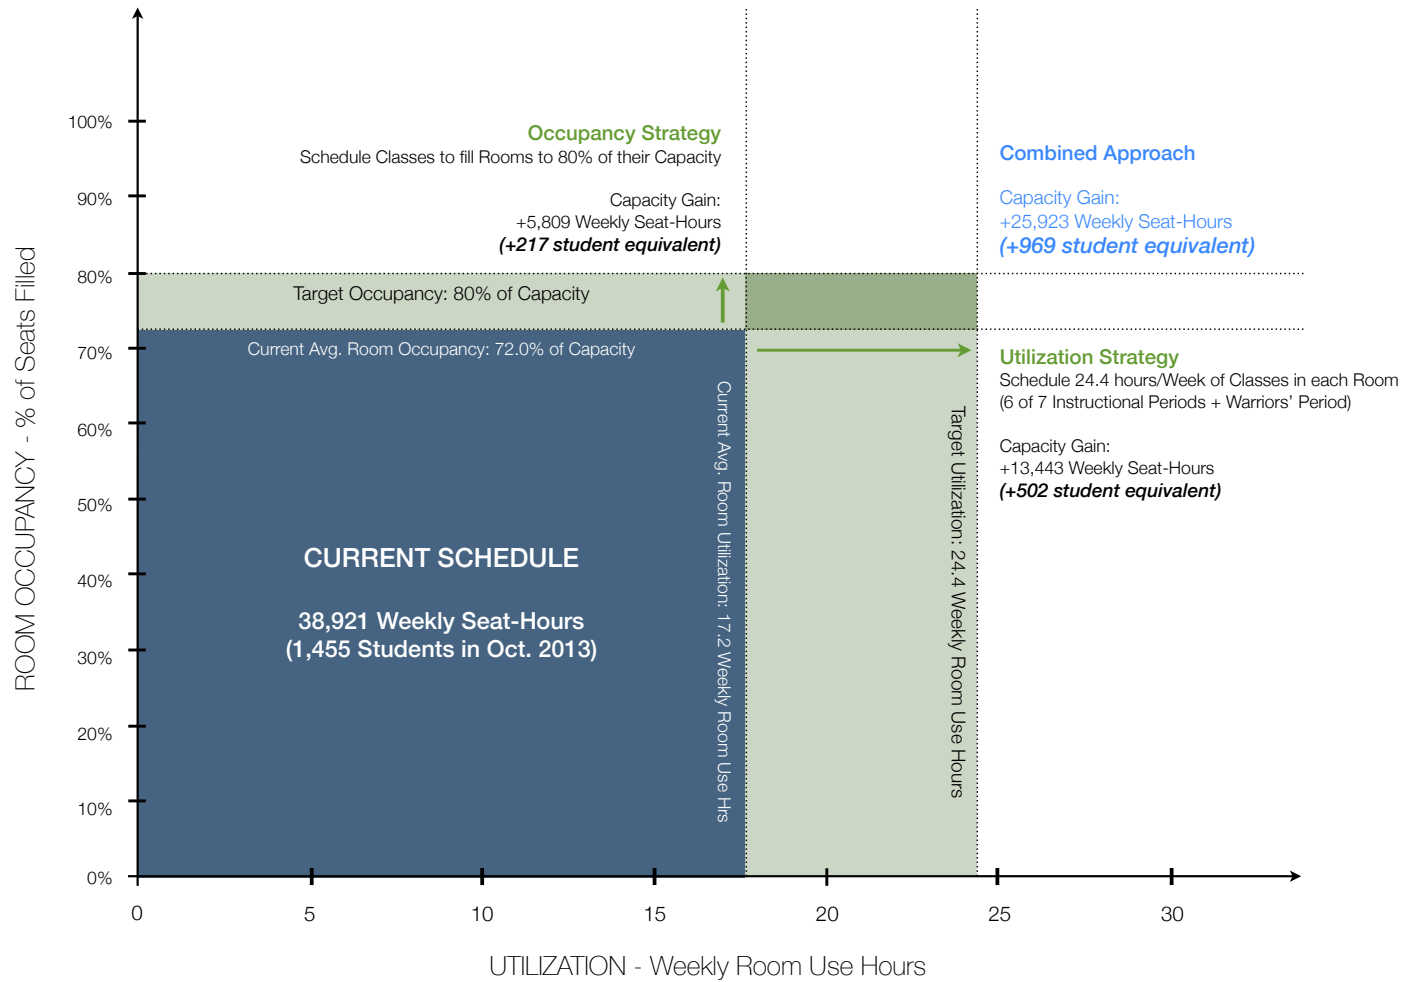 100%
90%
80%
70%
60%
50%
40%
30%
20%
10%
0%
ROOM OCCUPANCY - % of Seats Filled
Occupancy Strategy
Schedule Classes to fill Rooms to 80% of their Capacity
Capacity Gain:
+5,809 Weekly Seat-Hours
(+217 student equivalent)
Combined Approach
Capacity Gain:
+25,923 Weekly Seat-Hours
(+969 student equivalent)
Target Occupancy: 80% of Capacity
Current Avg. Room Occupancy: 72.0% of Capacity
Utilization Strategy
Schedule 24.4 hours/Week of Classes in each Room
(6 of 7 Instructional Periods + Warriors’ Period)
Capacity Gain:
+13,443 Weekly Seat-Hours
(+502 student equivalent)
Current Avg. Room Utilization: 17.2 Weekly Room Use Hrs
Target Utilization: 24.4 Weekly Room Use Hours
CURRENT SCHEDULE
38,921 Weekly Seat-Hours
(1,455 Students in Oct. 2013)
0
5
10
15
20
25
30
UTILIZATION - Weekly Room Use Hours